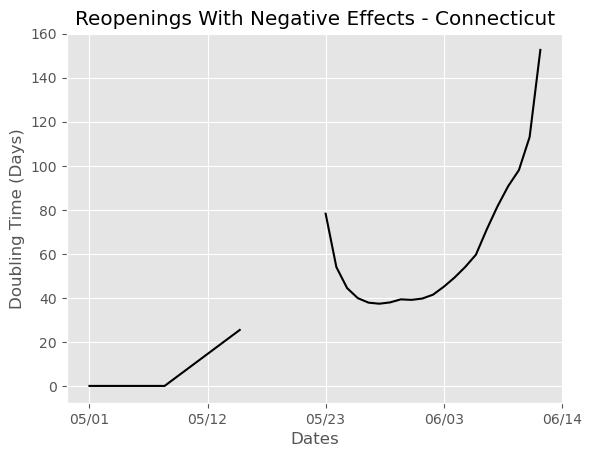 Reopenings With Negative Effects - Connecticut
160
140
120
100
80
60
40
20
0
Doubling Time (Days)
05/01 05/12 05/23 06/03 06/14
Dates